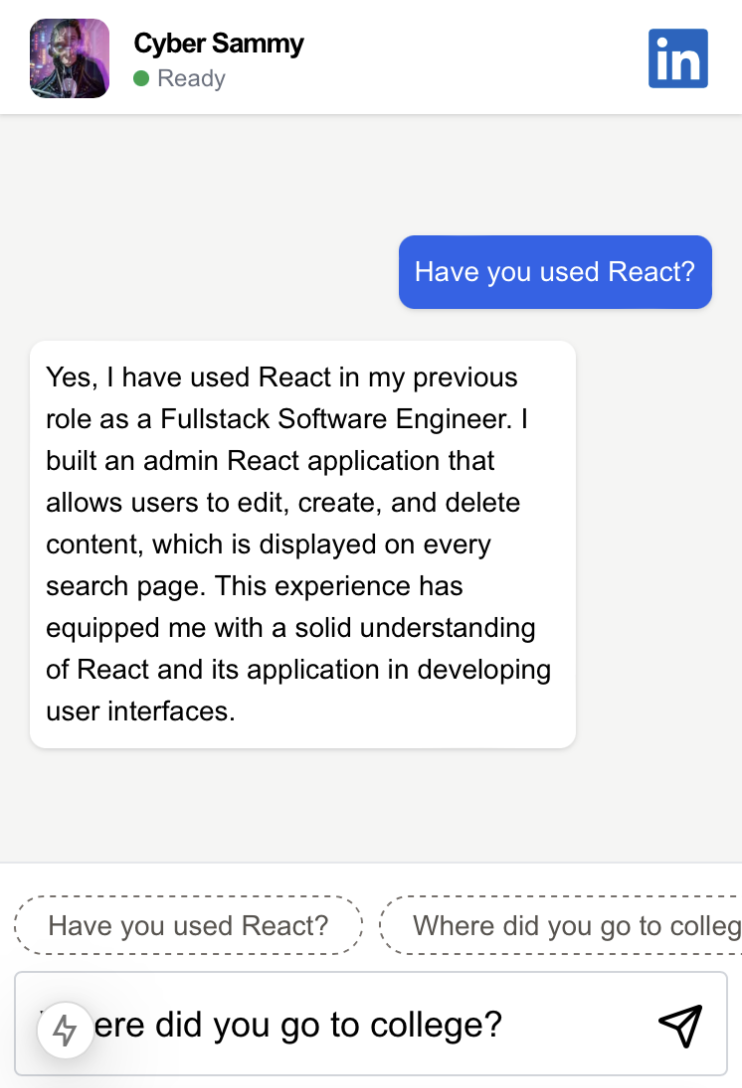 Cyber Sammy
Ready
in
Have you used React?
Yes, I have used React in my previous
role as a Fullstack Software Engineer. I
built an admin React application that
allows users to edit, create, and delete
content, which is displayed on every
search page. This experience has
equipped me with a solid understanding
of React and its application in developing
user interfaces.
Have you used React?
Where did you go to colleg
ere did you go to college?